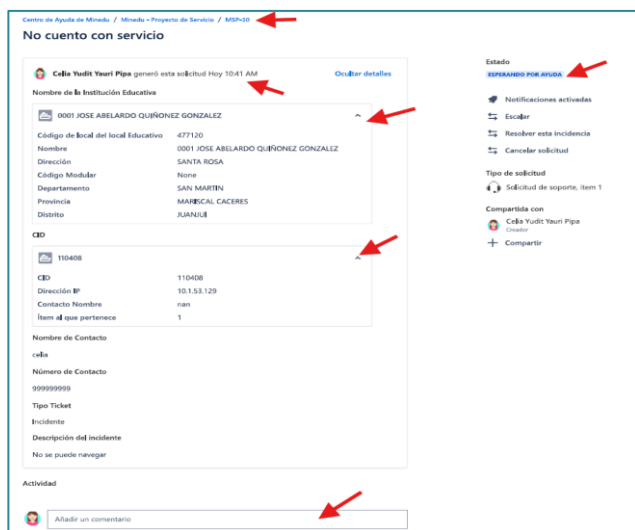 Centro de Ayuda de Minedu / Minedu - Proyecto de Servicio / MSP-10
No cuento con servicio
Celia Yudit Yauri Pipa generó esta solicitud Hoy 10:41 AM
Ocultar detalles
Nombre de la Institución Educativa
0001 JOSE ABELARDO QUIÑONEZ GONZALEZ
Código de local del local Educativo 477120
Nombre 0001 JOSE ABELARDO QUIÑONEZ GONZALEZ
Dirección SANTA ROSA
Código Modular None
Departamento SAN MARTIN
Provincia MARISCAL CACERES
Distrito JUANJUI
CID
110408
CID 110408
Dirección IP 10.1.53.129
Contacto Nombre nan
Ítem al que pertenece 1
Nombre de Contacto
celia
Número de Contacto
999999999
Tipo Ticket
Incidente
Descripción del incidente
No se puede navegar
Actividad
Añadir un comentario
Estado
ESPERANDO POR AYUDA
Notificaciones activadas
Escalar
Resolver esta incidencia
Cancelar solicitud
Tipo de solicitud
Solicitud de soporte, item 1
Compartida con
Celia Yudit Yauri Pipa
Creador
Compartir